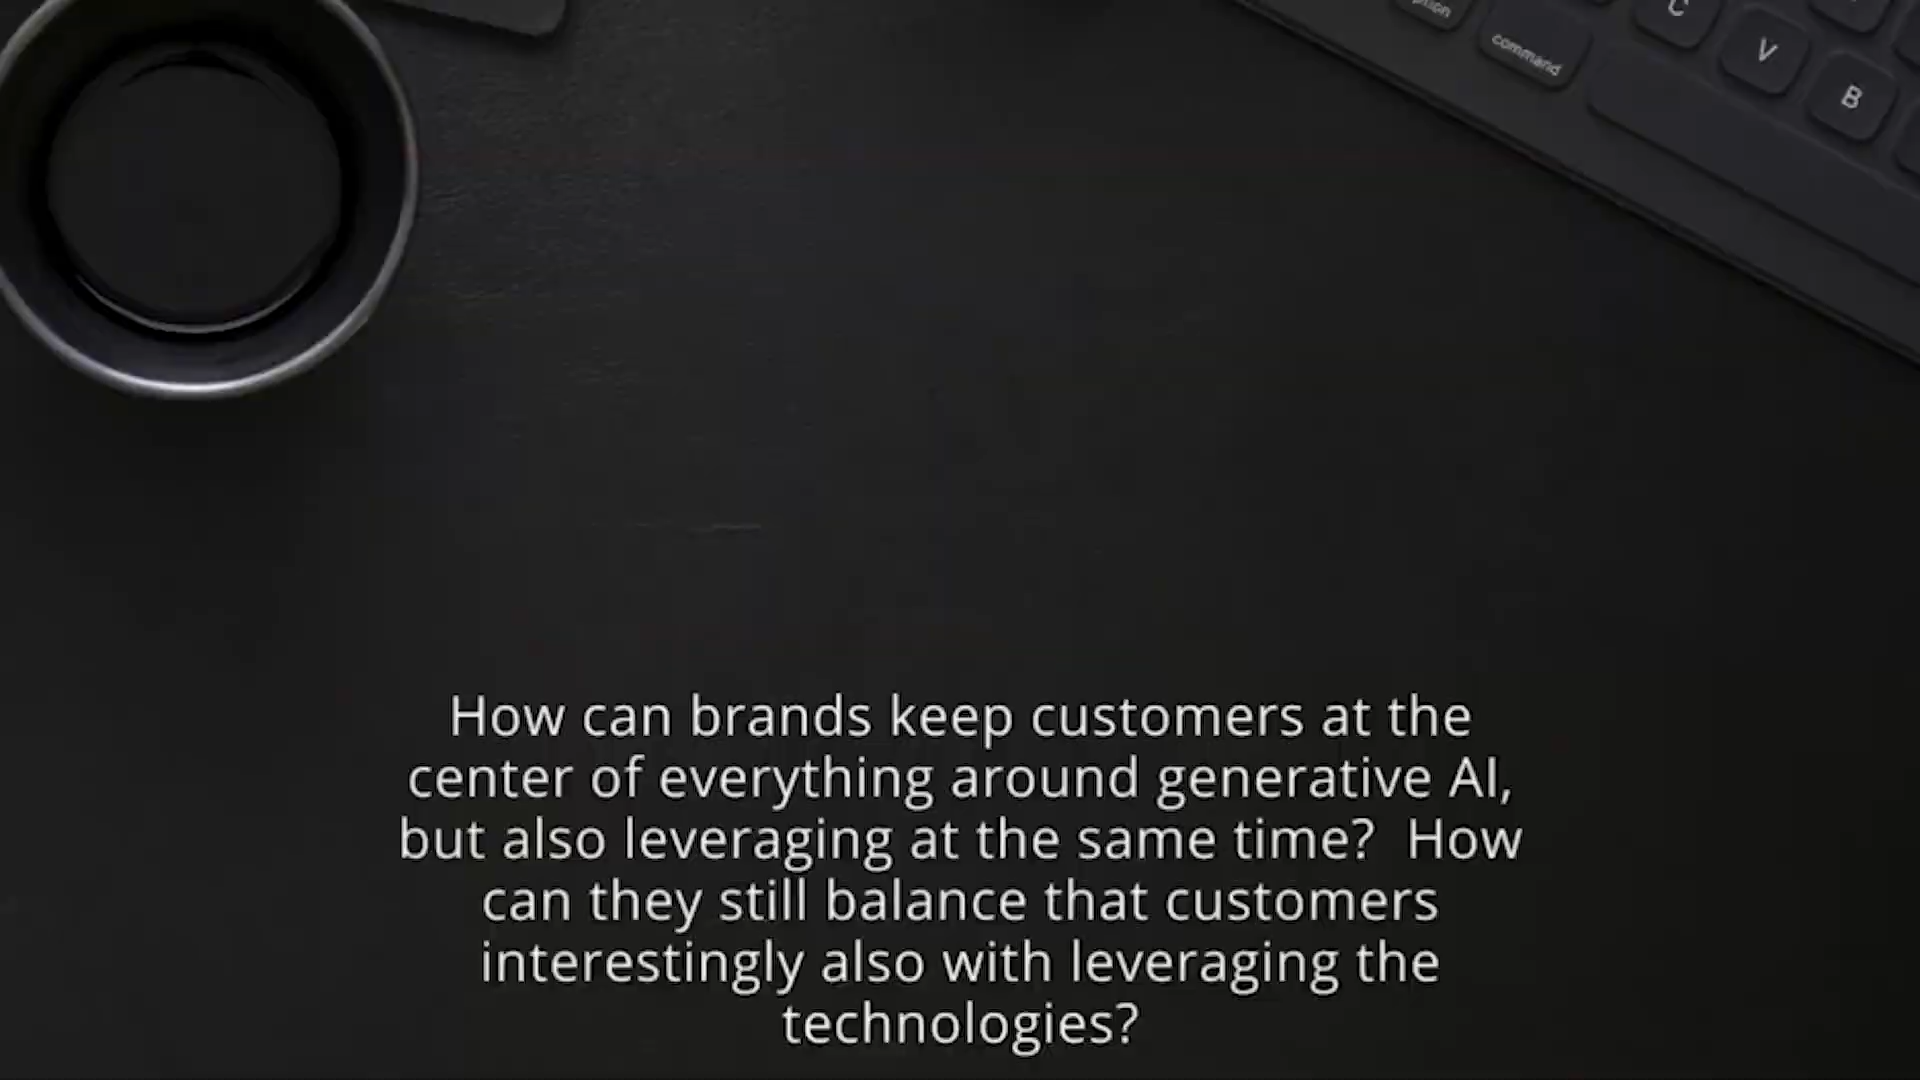 ption
command
C
V
B
How can brands keep customers at the
center of everything around generative AI,
but also leveraging at the same time?  How
can they still balance that customers
interestingly also with leveraging the
technologies?